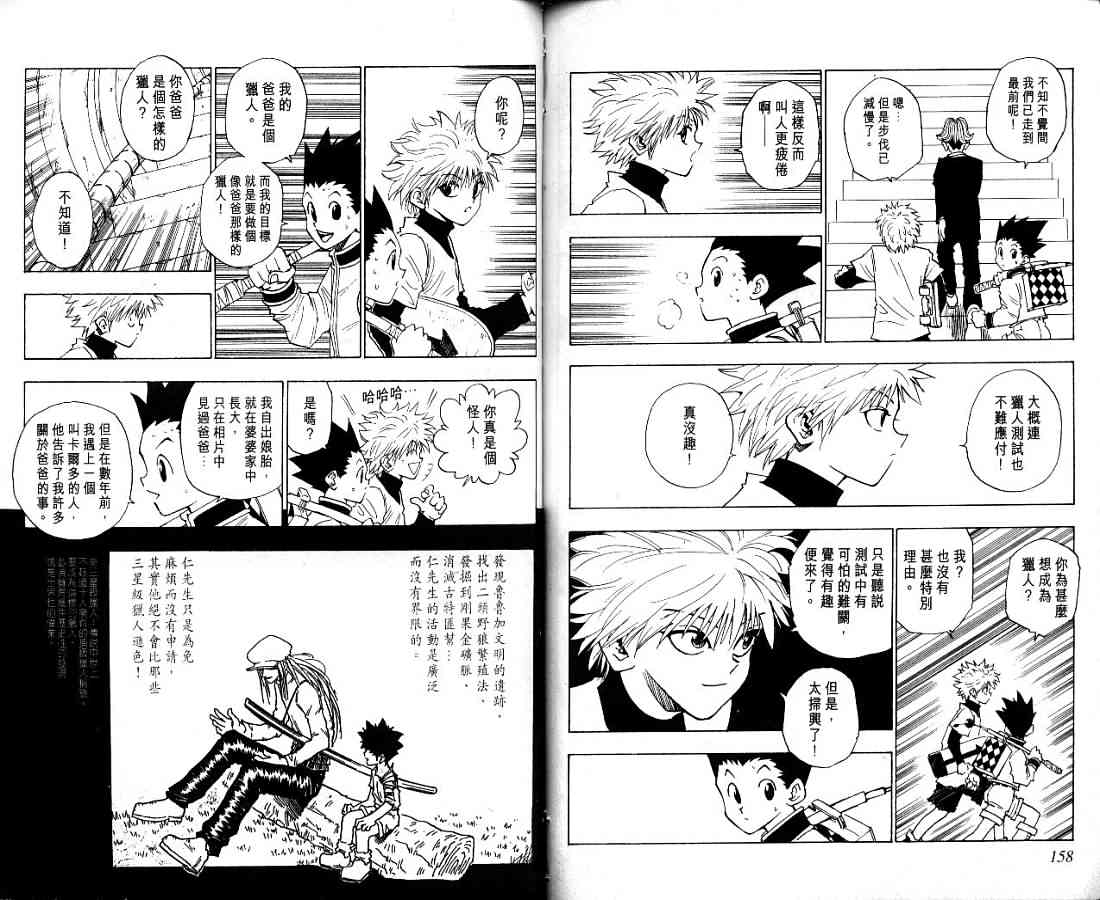 不知不覺間
我們已走到
最前呢！
嗯…
但是步伐已
減慢了。
這樣反而
叫人更疲倦
啊——
大概連
獵人測試也
不難應付！
真沒趣！
你為甚麼
想成為
獵人？
我？
也沒有
甚麼特別
理由。
只是聽說
測試中有
可怕的難關，
覺得有趣
便來了。
但是，
太掃興了！
158
你呢？
我的
爸爸是個
獵人。
而我的目標
就是要做個
像爸爸那樣的
獵人！
你爸爸
是個怎樣的
獵人？
不知道！
你真是個
怪人！
哈哈哈…
是嗎？
我自出娘胎，
就在婆婆家中
長大，
只在相片中
見過爸爸…
但是在數年前，
我遇上一個
叫卡爾多的人，
他告訴了我許多
關於爸爸的事。
發現魯魯加文明的遺跡，
找出二頭野狼繁殖法，
發掘到剛果金礦脈，
消滅古特匪幫…
仁先生的活動是廣泛
而沒有界限的。
仁先生只是為免
麻煩而沒有申請，
其實他絕不會比那些
三星級獵人遜色！